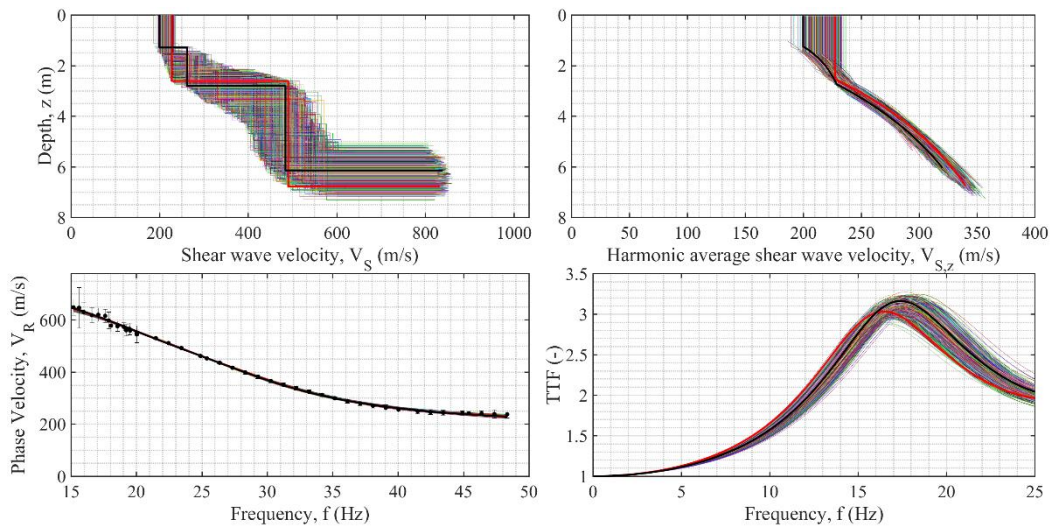 0
2
4
6
8
Depth, z (m)
0 200 400 600 800 1000
Shear wave velocity, V_S (m/s)
0
2
4
6
8
0 50 100 150 200 250 300 350 400
Harmonic average shear wave velocity, V_S,z (m/s)
600
400
200
0
Phase Velocity, V_R (m/s)
15 20 25 30 35 40 45 50
Frequency, f (Hz)
3.5
3
2.5
2
1.5
1
TTF (-)
0 5 10 15 20 25
Frequency, f (Hz)